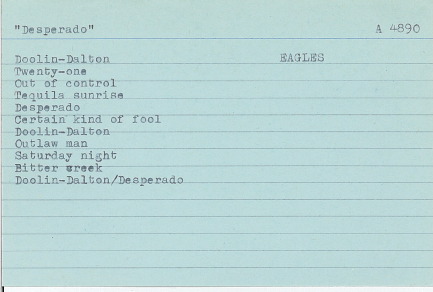 "Desperado" A 4890
Doolin-Dalton EAGLES
Twenty-one
Out of control
Tequila sunrise
Desperado
Certain kind of fool
Doolin-Dalton
Outlaw man
Saturday night
Bitter creek
Doolin-Dalton/Desperado